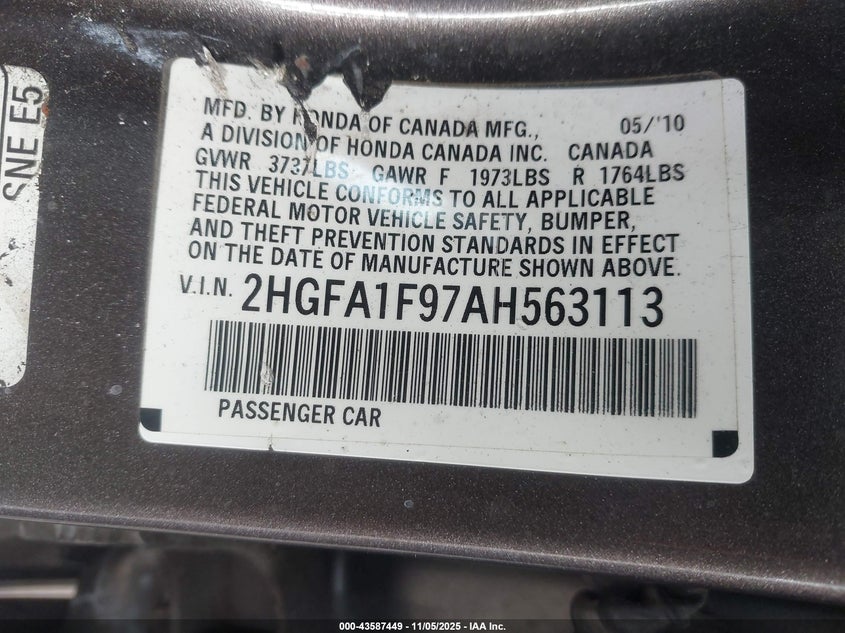 SNE E5
MFD. BY HONDA OF CANADA MFG., 05/'10
A DIVISION OF HONDA CANADA INC. CANADA
GVWR 3737LBS GAWR F 1973LBS R 1764LBS
THIS VEHICLE CONFORMS TO ALL APPLICABLE
FEDERAL MOTOR VEHICLE SAFETY, BUMPER,
AND THEFT PREVENTION STANDARDS IN EFFECT
ON THE DATE OF MANUFACTURE SHOWN ABOVE.
V.I.N. 2HGFA1F97AH563113
PASSENGER CAR
000-43587449 - 11/05/2025 - IAA Inc.